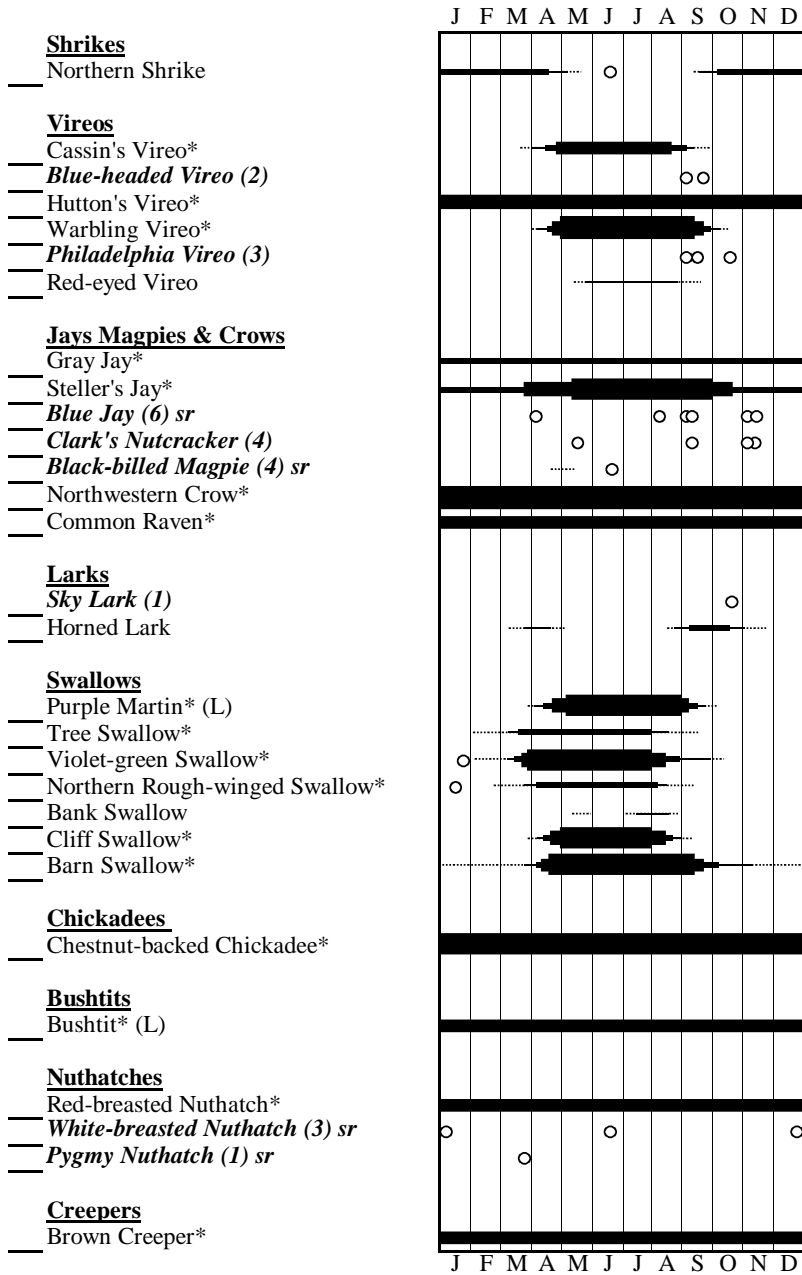 J F M A M J J A S O N D
Shrikes
Northern Shrike
Vireos
Cassin's Vireo*
Blue-headed Vireo (2)
Hutton's Vireo*
Warbling Vireo*
Philadelphia Vireo (3)
Red-eyed Vireo
Jays Magpies & Crows
Gray Jay*
Steller's Jay*
Blue Jay (6) sr
Clark's Nutcracker (4)
Black-billed Magpie (4) sr
Northwestern Crow*
Common Raven*
Larks
Sky Lark (1)
Horned Lark
Swallows
Purple Martin* (L)
Tree Swallow*
Violet-green Swallow*
Northern Rough-winged Swallow*
Bank Swallow
Cliff Swallow*
Barn Swallow*
Chickadees
Chestnut-backed Chickadee*
Bushtits
Bushtit* (L)
Nuthatches
Red-breasted Nuthatch*
White-breasted Nuthatch (3) sr
Pygmy Nuthatch (1) sr
Creepers
Brown Creeper*
J F M A M J J A S O N D